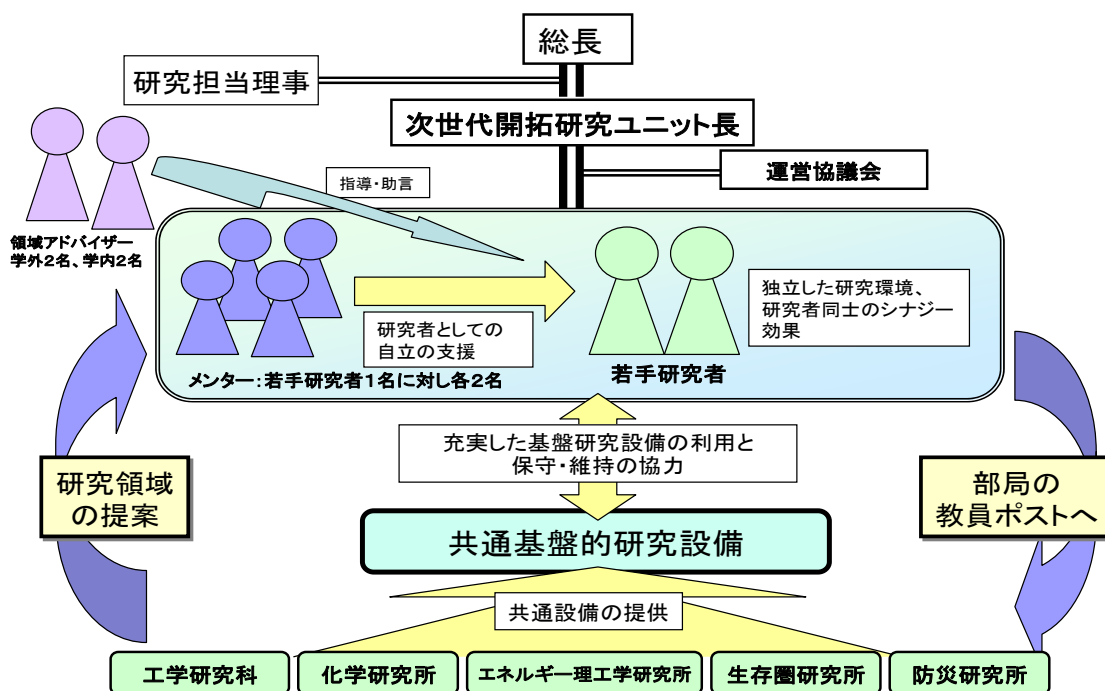 総長
研究担当理事
次世代開拓研究ユニット長
運営協議会
指導・助言
領域アドバイザー
学外2名、学内2名
独立した研究環境、
研究者同士のシナジー
効果
研究者としての
自立の支援
メンター:若手研究者1名に対し各2名
若手研究者
充実した基盤研究設備の利用と
保守・維持の協力
研究領域
の提案
部局の
教員ポストへ
共通基盤的研究設備
共通設備の提供
工学研究科
化学研究所
エネルギー理工学研究所
生存圏研究所
防災研究所